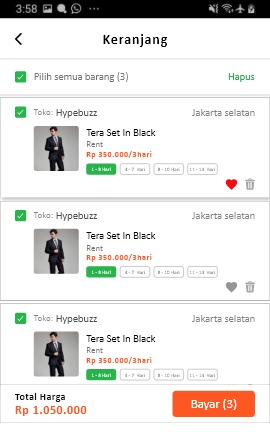 3:58
Keranjang
Pilih semua barang (3) Hapus
Toko: Hypebuzz Jakarta selatan
Tera Set In Black
Rent
Rp 350.000/3hari
1 - 3 Hari 4 - 7 Hari 8 - 10 Hari 11 - 14 Hari
Toko: Hypebuzz Jakarta selatan
Tera Set In Black
Rent
Rp 350.000/3hari
1 - 3 Hari 4 - 7 Hari 8 - 10 Hari 11 - 14 Hari
Toko: Hypebuzz Jakarta selatan
Tera Set In Black
Rent
Rp 350.000/3hari
1 - 3 Hari 4 - 7 Hari 8 - 10 Hari 11 - 14 Hari
Total Harga
Rp 1.050.000
Bayar (3)